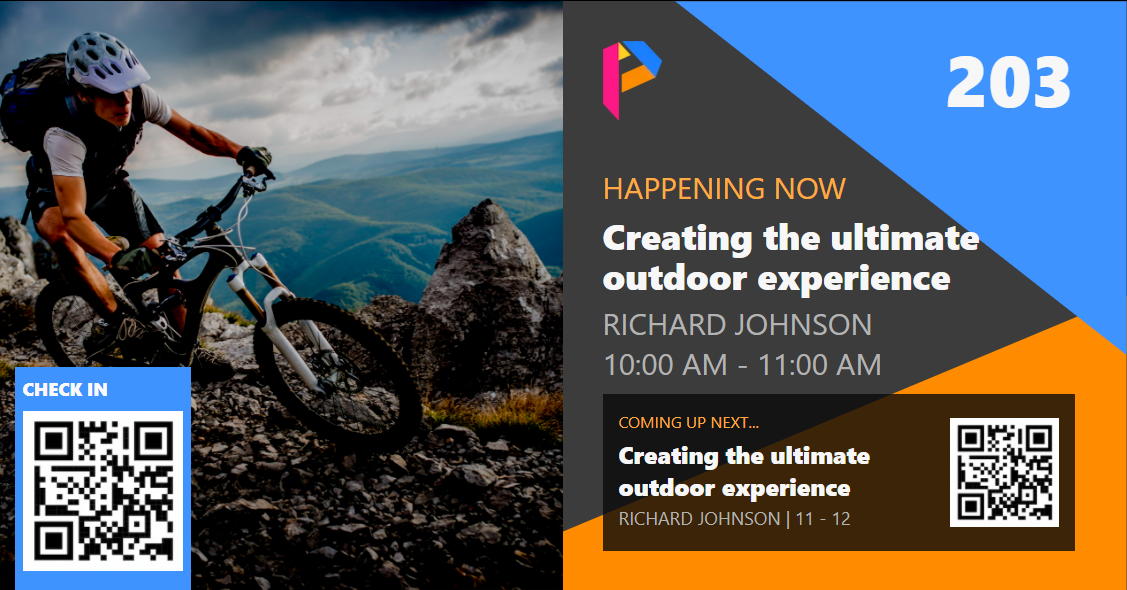 203
HAPPENING NOW
Creating the ultimate
outdoor experience
RICHARD JOHNSON
10:00 AM - 11:00 AM
CHECK IN
COMING UP NEXT...
Creating the ultimate
outdoor experience
RICHARD JOHNSON | 11 - 12